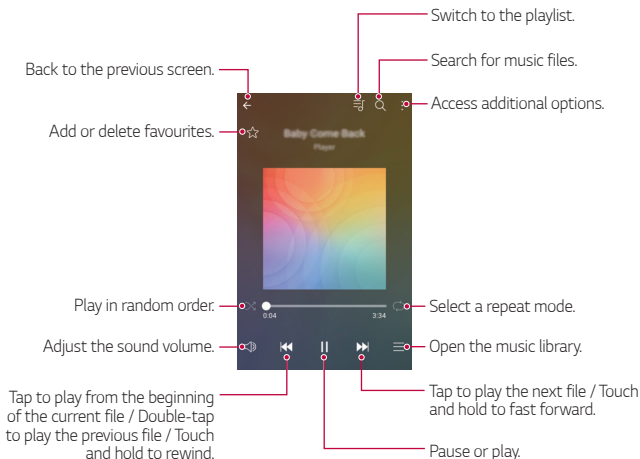 Switch to the playlist.
Search for music files.
Back to the previous screen.
Access additional options.
Add or delete favourites.
Baby Come Back
Player
Play in random order.
Select a repeat mode.
0:04
3:34
Adjust the sound volume.
Open the music library.
Tap to play from the beginning
of the current file / Double-tap
to play the previous file / Touch
and hold to rewind.
Tap to play the next file / Touch
and hold to fast forward.
Pause or play.